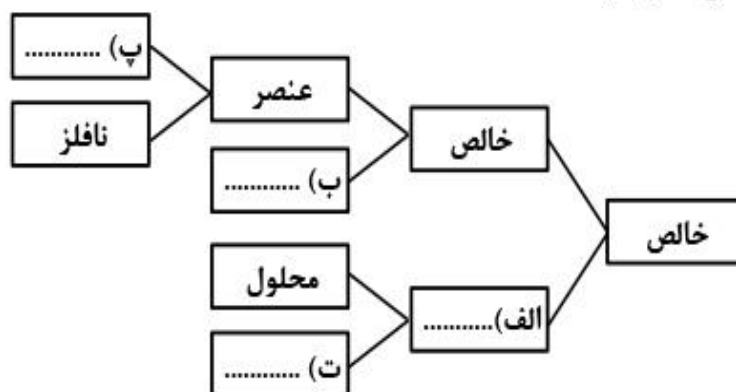 پ) ............
عنصر
نافلز
خالص
ب) ............
خالص
محلول
الف)...........
ت) ............